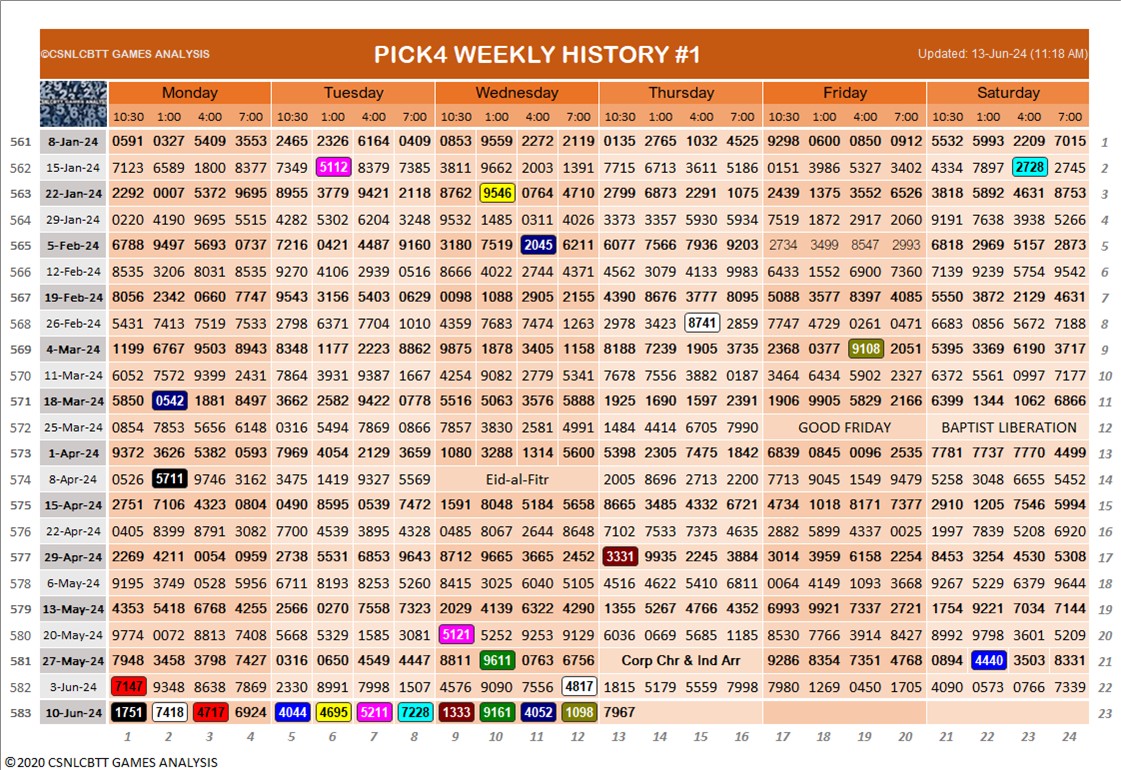 ©CSNLCBTT GAMES ANALYSIS PICK4 WEEKLY HISTORY #1 Updated: 13-Jun-24 (11:18 AM)
Monday Tuesday Wednesday Thursday Friday Saturday
10:30 1:00 4:00 7:00 10:30 1:00 4:00 7:00 10:30 1:00 4:00 7:00 10:30 1:00 4:00 7:00 10:30 1:00 4:00 7:00 10:30 1:00 4:00 7:00
561 8-Jan-24 0591 0327 5409 3553 2465 2326 6164 0409 0853 9559 2272 2119 0135 2765 1032 4525 9298 0600 0850 0912 5532 5993 2209 7015 1
562 15-Jan-24 7123 6589 1800 8377 7349 5112 8379 7385 3811 9662 2003 1391 7715 6713 3611 5186 0151 3986 5327 3402 4334 7897 2728 2745 2
563 22-Jan-24 2292 0007 5372 9695 8955 3779 9421 2118 8762 9546 0764 4710 2799 6873 2291 1075 2439 1375 3552 6526 3818 5892 4631 8753 3
564 29-Jan-24 0220 4190 9695 5515 4282 5302 6204 3248 9532 1485 0311 4026 3373 3357 5930 5934 7519 1872 2917 2060 9191 7638 3938 5266 4
565 5-Feb-24 6788 9497 5693 0737 7216 0421 4487 9160 3180 7519 2045 6211 6077 7566 7936 9203 2734 3499 8547 2993 6818 2969 5157 2873 5
566 12-Feb-24 8535 3206 8031 8535 9270 4106 2939 0516 8666 4022 2744 4371 4562 3079 4133 9983 6433 1552 6900 7360 7139 9239 5754 9542 6
567 19-Feb-24 8056 2342 0660 7747 9543 3156 5403 0629 0098 1088 2905 2155 4390 8676 3777 8095 5088 3577 8397 4085 5550 3872 2129 4631 7
568 26-Feb-24 5431 7413 7519 7533 2798 6371 7704 1010 4359 7683 7474 1263 2978 3423 8741 2859 7747 4729 0261 0471 6683 0856 5672 7188 8
569 4-Mar-24 1199 6767 9503 8943 8348 1177 2223 8862 9875 1878 3405 1158 8188 7239 1905 3735 2368 0377 9108 2051 5395 3369 6190 3717 9
570 11-Mar-24 6052 7572 9399 2431 7864 3931 9387 1667 4254 9082 2779 5341 7678 7556 3882 0187 3464 6434 5902 2327 6372 5561 0997 7177 10
571 18-Mar-24 5850 0542 1881 8497 3662 2582 9422 0778 5516 5063 3576 5888 1925 1690 1597 2391 1906 9905 5829 2166 6399 1344 1062 6866 11
572 25-Mar-24 0854 7853 5656 6148 0316 5494 7869 0866 7857 3830 2581 4991 1484 4414 6705 7990 GOOD FRIDAY BAPTIST LIBERATION 12
573 1-Apr-24 9372 3626 5382 0593 7969 4054 2129 3659 1080 3288 1314 5600 5398 2305 7475 1842 6839 0845 0096 2535 7781 7737 7770 4499 13
574 8-Apr-24 0526 5711 9746 3162 3475 1419 9327 5569 Eid-al-Fitr 2005 8696 2713 2200 7713 9045 1549 9479 5258 3048 6655 5452 14
575 15-Apr-24 2751 7106 4323 0804 0490 8595 0539 7472 1591 8048 5184 5658 8665 3485 4332 6721 4734 1018 8171 7377 2910 1205 7546 5994 15
576 22-Apr-24 0405 8399 8791 3082 7700 4539 3895 4328 0485 8067 2644 8648 7102 7533 7373 4635 2882 5899 4337 0025 1997 7839 5208 6920 16
577 29-Apr-24 2269 4211 0054 0959 2738 5531 6853 9643 8712 9665 3665 2452 3331 9935 2245 3884 3014 3959 6158 2254 8453 3254 4530 3108 17
578 6-May-24 9195 3749 0528 5956 6711 8193 8253 5260 8415 3025 6040 5105 4516 4622 5410 6811 0064 4149 1093 3668 9267 5229 6379 9644 18
579 13-May-24 4353 5418 6768 4255 2566 0270 7558 7323 2029 4139 6322 4290 1355 5267 4766 4352 6993 9921 7337 2721 1754 9221 7034 7144 19
580 20-May-24 9774 0072 8813 7408 5668 5329 1585 3081 5121 5252 9253 9129 6036 0669 5685 1185 8530 7766 3914 8427 8992 9798 3601 5209 20
581 27-May-24 7948 3458 3798 7427 0316 0650 4549 4447 8811 9611 0763 6756 Corp Chr & Ind Arr 9286 8354 7351 4768 0894 4440 3503 8331 21
582 3-Jun-24 7147 9348 8638 7869 2330 8991 7998 1507 4576 9090 7556 4817 1815 5179 5559 7998 7980 1269 0450 1705 4090 0573 0766 7339 22
583 10-Jun-24 1751 7418 4717 6924 4044 4695 5211 7228 1333 9161 4052 1098 7967 23
1 2 3 4 5 6 7 8 9 10 11 12 13 14 15 16 17 18 19 20 21 22 23 24
©2020 CSNLCBTT GAMES ANALYSIS